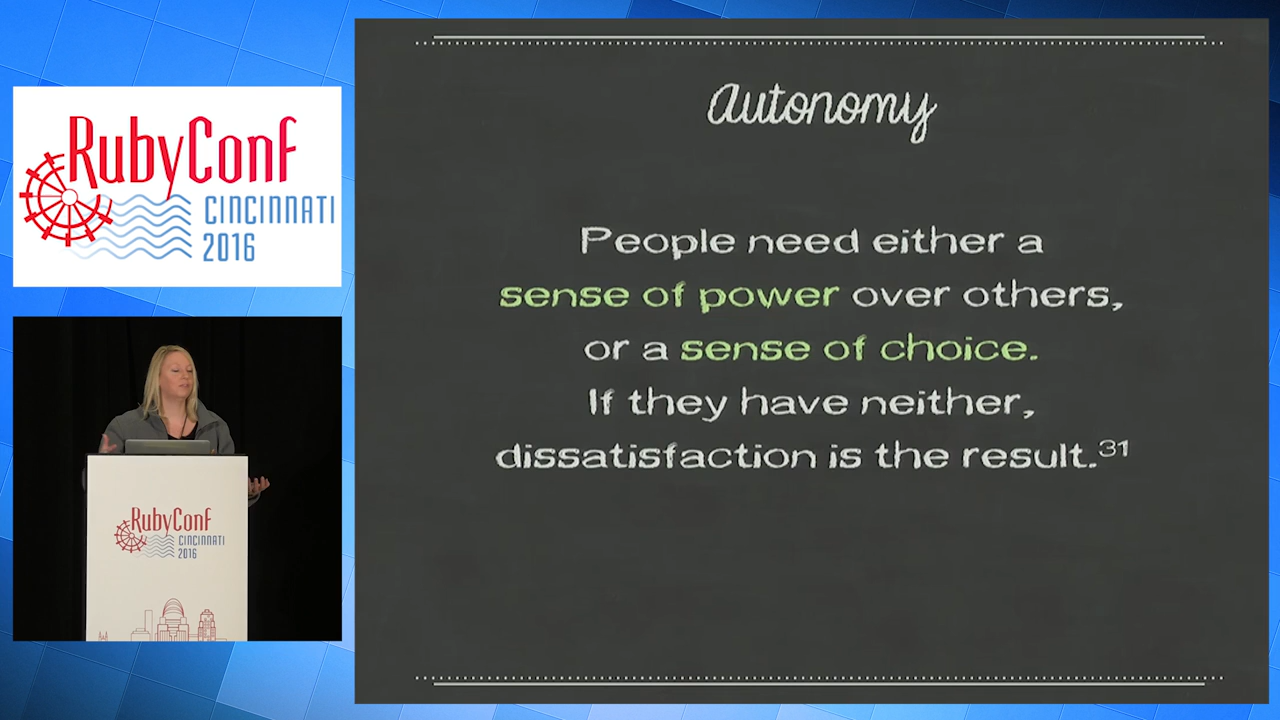 RubyConf
CINCINNATI
2016
RubyConf
CINCINNATI
2016
autonomy
People need either a
sense of power over others,
or a sense of choice.
If they have neither,
dissatisfaction is the result.31